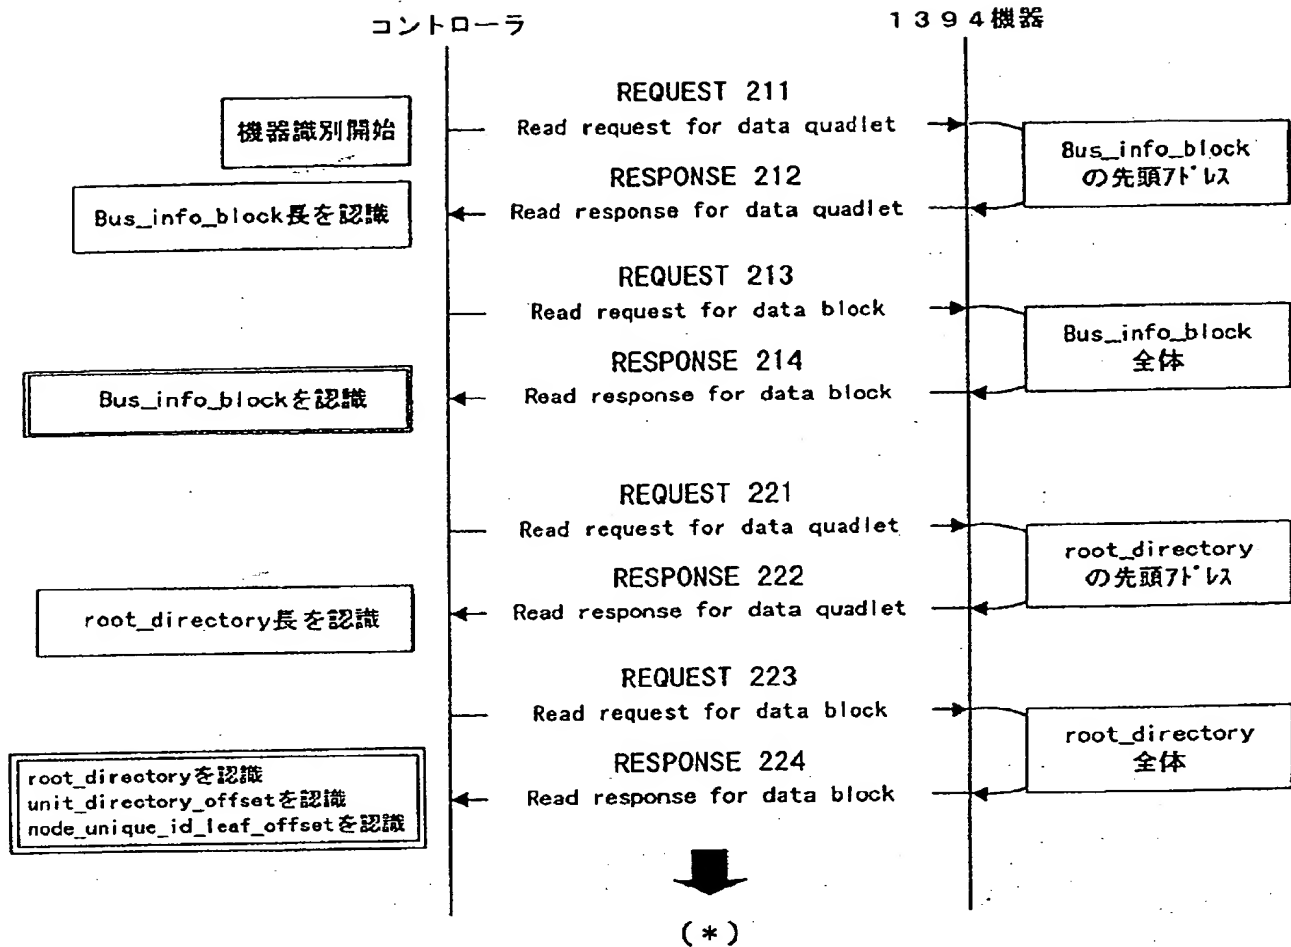 コントローラ
1394機器
REQUEST 211
機器識別開始
Read request for data quadlet
Bus_info_block
の先頭アドレス
RESPONSE 212
Bus_info_block長を認識
Read response for data quadlet
REQUEST 213
Read request for data block
Bus_info_block
全体
RESPONSE 214
Bus_info_blockを認識
Read response for data block
REQUEST 221
Read request for data quadlet
root_directory
の先頭アドレス
RESPONSE 222
root_directory長を認識
Read response for data quadlet
REQUEST 223
Read request for data block
root_directory
全体
RESPONSE 224
root_directoryを認識
unit_directory_offsetを認識
node_unique_id_leaf_offsetを認識
Read response for data block
(*)